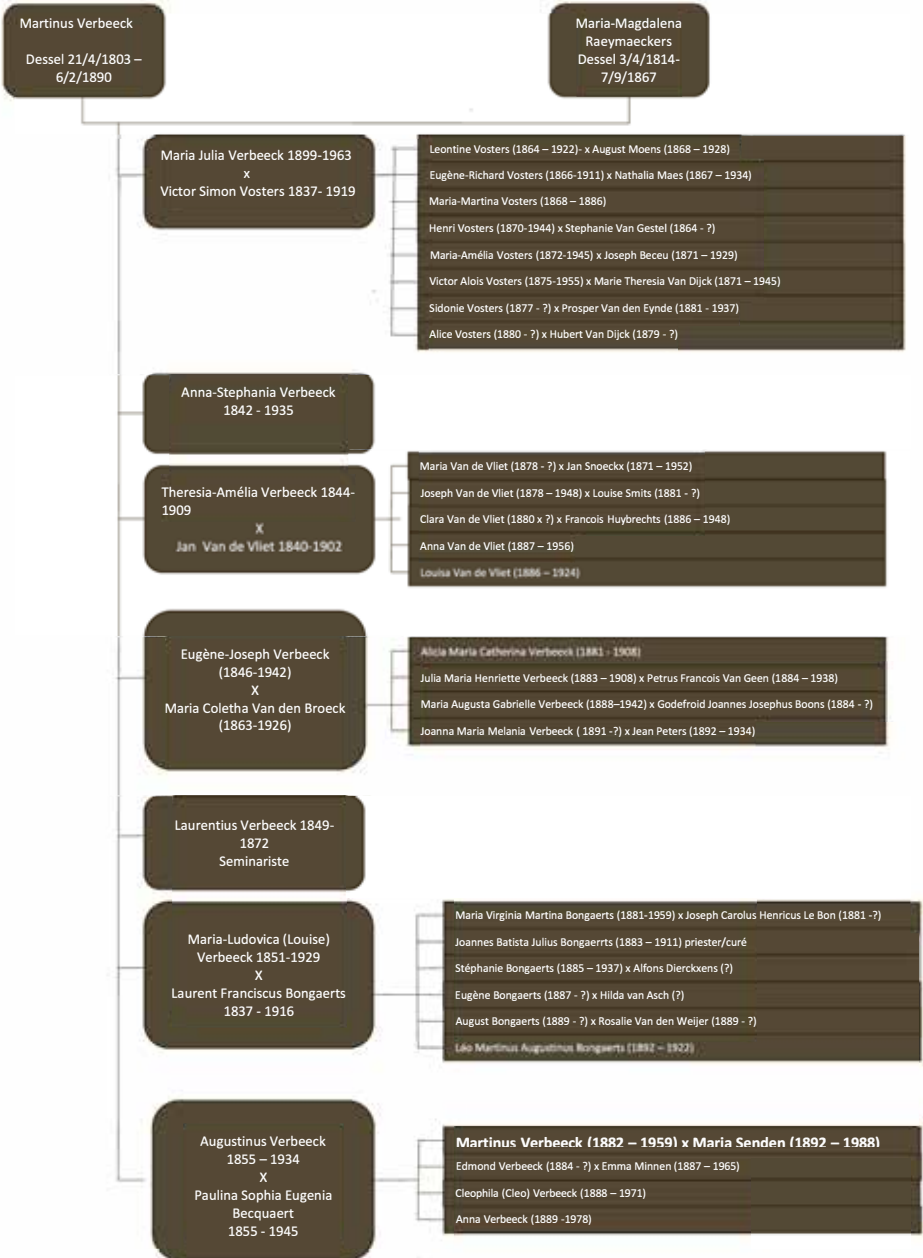 Martinus Verbeeck
Dessel 21/4/1803 –
6/2/1890
Maria-Magdalena
Raeymaeckers
Dessel 3/4/1814-
7/9/1867
Maria Julia Verbeeck 1899-1963
x
Victor Simon Vosters 1837- 1919
Leontine Vosters (1864 – 1922)- x August Moens (1868 – 1928)
Eugène-Richard Vosters (1866-1911) x Nathalia Maes (1867 – 1934)
Maria-Martina Vosters (1868 – 1886)
Henri Vosters (1870-1944) x Stephanie Van Gestel (1864 - ?)
Maria-Amélia Vosters (1872-1945) x Joseph Beceu (1871 – 1929)
Victor Alois Vosters (1875-1955) x Marie Theresia Van Dijck (1871 – 1945)
Sidonie Vosters (1877 - ?) x Prosper Van den Eynde (1881 - 1937)
Alice Vosters (1880 - ?) x Hubert Van Dijck (1879 - ?)
Anna-Stephania Verbeeck
1842 - 1935
Theresia-Amélia Verbeeck 1844-
1909
X
Jan Van de Vliet 1840-1902
Maria Van de Vliet (1878 - ?) x Jan Snoeckx (1871 – 1952)
Joseph Van de Vliet (1878 – 1948) x Louise Smits (1881 - ?)
Clara Van de Vliet (1880 x ?) x Francois Huybrechts (1886 – 1948)
Anna Van de Vliet (1887 – 1956)
Louisa Van de Vliet (1886 – 1924)
Eugène-Joseph Verbeeck
(1846-1942)
X
Maria Coletha Van den Broeck
(1863-1926)
Alicia Maria Catherina Verbeeck (1881 - 1908)
Julia Maria Henriette Verbeeck (1883 – 1908) x Petrus Francois Van Geen (1884 – 1938)
Maria Augusta Gabrielle Verbeeck (1888–1942) x Godefroid Joannes Josephus Boons (1884 - ?)
Joanna Maria Melania Verbeeck ( 1891 -?) x Jean Peters (1892 – 1934)
Laurentius Verbeeck 1849-
1872
Seminariste
Maria-Ludovica (Louise)
Verbeeck 1851-1929
X
Laurent Franciscus Bongaerts
1837 - 1916
Maria Virginia Martina Bongaerts (1881-1959) x Joseph Carolus Henricus Le Bon (1881 -?)
Joannes Batista Julius Bongaerrts (1883 – 1911) priester/curé
Stéphanie Bongaerts (1885 – 1937) x Alfons Dierckxens (?)
Eugène Bongaerts (1887 - ?) x Hilda van Asch (?)
August Bongaerts (1889 - ?) x Rosalie Van den Weijer (1889 - ?)
Léo Martinus Augustinus Bongaerts (1892 – 1922)
Augustinus Verbeeck
1855 – 1934
X
Paulina Sophia Eugenia
Becquaert
1855 - 1945
Martinus Verbeeck (1882 – 1959) x Maria Senden (1892 – 1988)
Edmond Verbeeck (1884 - ?) x Emma Minnen (1887 – 1965)
Cleophila (Cleo) Verbeeck (1888 – 1971)
Anna Verbeeck (1889 -1978)